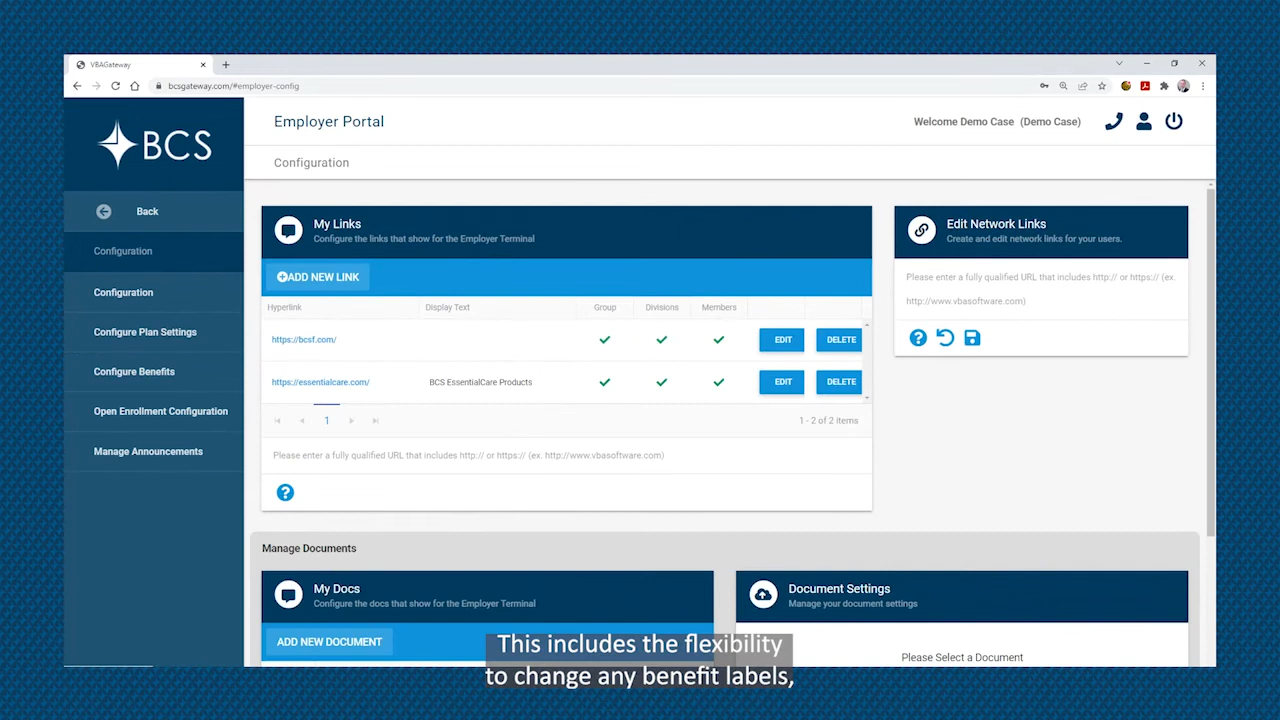 VBAGateway
bcsgateway.com/#employer-config
BCS
Employer Portal
Welcome Demo Case (Demo Case)
Configuration
Back
Configuration
Configuration
Configure Plan Settings
Configure Benefits
Open Enrollment Configuration
Manage Announcements
My Links
Configure the links that show for the Employer Terminal
ADD NEW LINK
Hyperlink Display Text Group Divisions Members
https://bcsf.com/ EDIT DELETE
https://essentialcare.com/ BCS EssentialCare Products EDIT DELETE
1 1 - 2 of 2 items
Please enter a fully qualified URL that includes http:// or https:// (ex. http://www.vbasoftware.com)
Edit Network Links
Create and edit network links for your users.
Please enter a fully qualified URL that includes http:// or https:// (ex.
http://www.vbasoftware.com)
Manage Documents
My Docs
Configure the docs that show for the Employer Terminal
ADD NEW DOCUMENT
Document Settings
Manage your document settings
Please Select a Document
This includes the flexibility
to change any benefit labels,